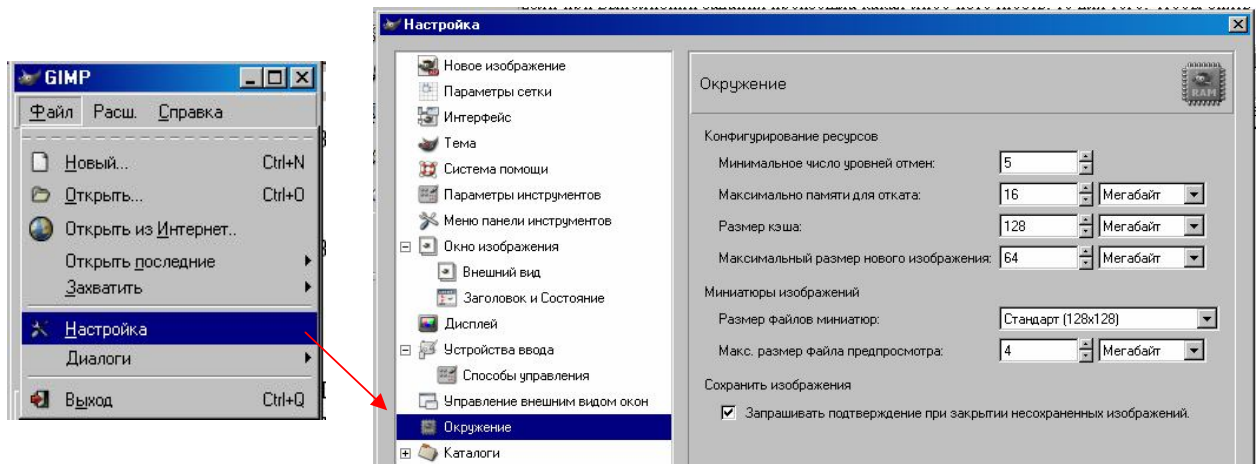 GIMP
Файл Расш. Справка
Новый... Ctrl+N
Открыть... Ctrl+O
Открыть из Интернет..
Открыть последние
Захватить
Настройка
Диалоги
Выход Ctrl+Q
Настройка
Новое изображение
Параметры сетки
Интерфейс
Тема
Система помощи
Параметры инструментов
Меню панели инструментов
Окно изображения
Внешний вид
Заголовок и Состояние
Дисплей
Устройства ввода
Способы управления
Управление внешним видом окон
Окружение
Каталоги
Окружение
RAM
Конфигурирование ресурсов
Минимальное число уровней отмен: 5
Максимально памяти для отката: 16 Мегабайт
Размер кэша: 128 Мегабайт
Максимальный размер нового изображения: 64 Мегабайт
Миниатюры изображений
Размер файлов миниатюр: Стандарт (128x128)
Макс. размер файла предпросмотра: 4 Мегабайт
Сохранить изображения
Запрашивать подтверждение при закрытии несохраненных изображений.